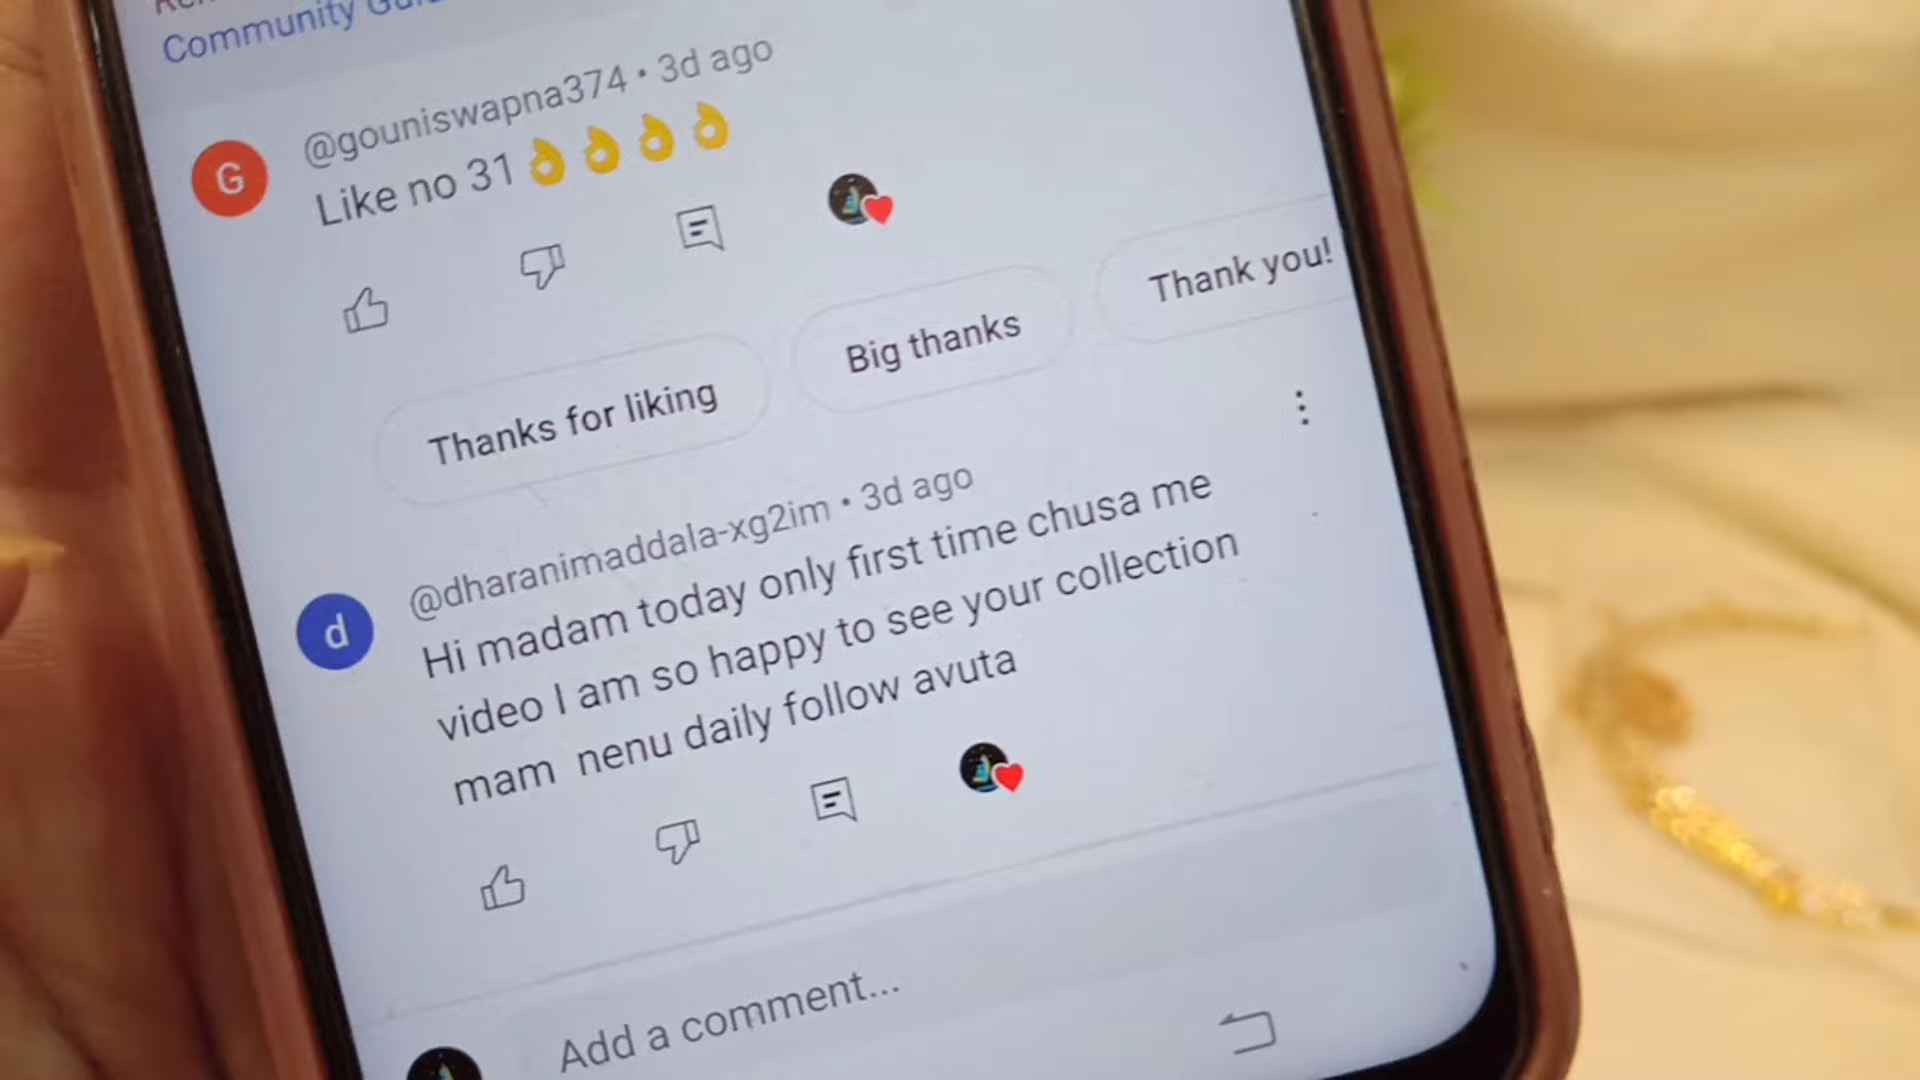 Community
@gouniswapna374 • 3d ago
Like no 31👌👌👌👌
Thanks for liking
Big thanks
Thank you!
@dharanimaddala-xg2im • 3d ago
Hi madam today only first time chusa me
video I am so happy to see your collection
mam nenu daily follow avuta
Add a comment...
G
d